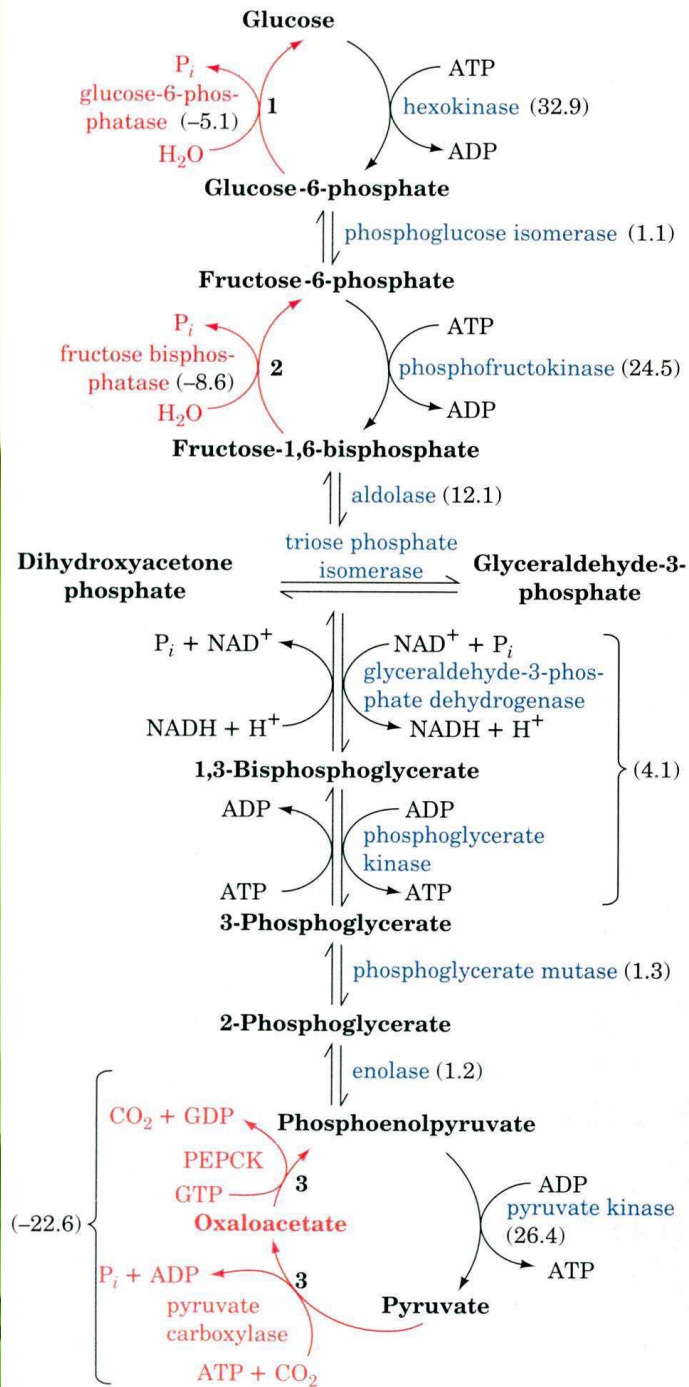 Glucose
P_i
ATP
glucose-6-phos-
phatase (–5.1)
1
hexokinase (32.9)
H₂O
ADP
Glucose-6-phosphate
phosphoglucose isomerase (1.1)
Fructose-6-phosphate
P_i
ATP
fructose bisphos-
phatase (–8.6)
2
phosphofructokinase (24.5)
H₂O
ADP
Fructose-1,6-bisphosphate
aldolase (12.1)
triose phosphate
isomerase
Dihydroxyacetone
phosphate
Glyceraldehyde-3-
phosphate
P_i + NAD⁺
NAD⁺ + P_i
glyceraldehyde-3-phos-
phate dehydrogenase
NADH + H⁺
NADH + H⁺
1,3-Bisphosphoglycerate
(4.1)
ADP
ADP
phosphoglycerate
kinase
ATP
ATP
3-Phosphoglycerate
phosphoglycerate mutase (1.3)
2-Phosphoglycerate
enolase (1.2)
Phosphoenolpyruvate
CO₂ + GDP
PEPCK
3
GTP
ADP
pyruvate kinase
(26.4)
Oxaloacetate
(–22.6)
ATP
P_i + ADP
3
Pyruvate
pyruvate
carboxylase
ATP + CO₂